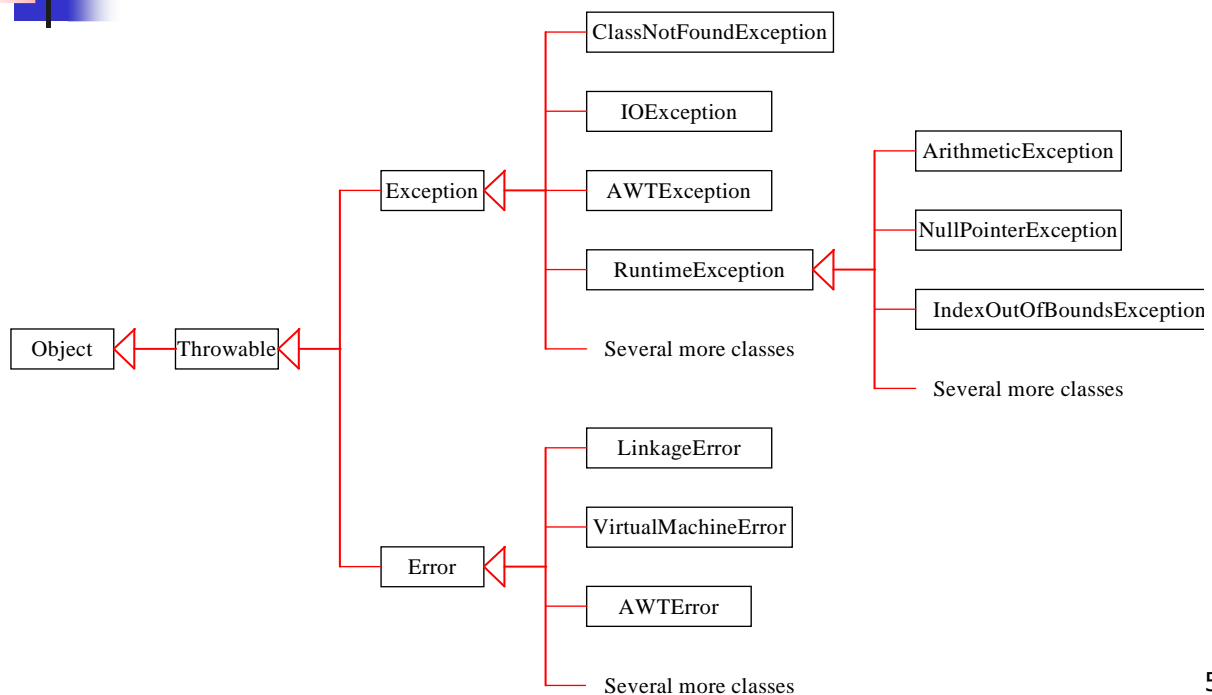 ClassNotFoundException
IOException
ArithmeticException
Exception
AWTException
NullPointerException
RuntimeException
IndexOutOfBoundsException
Object
Throwable
Several more classes
Several more classes
LinkageError
VirtualMachineError
Error
AWTError
Several more classes
5